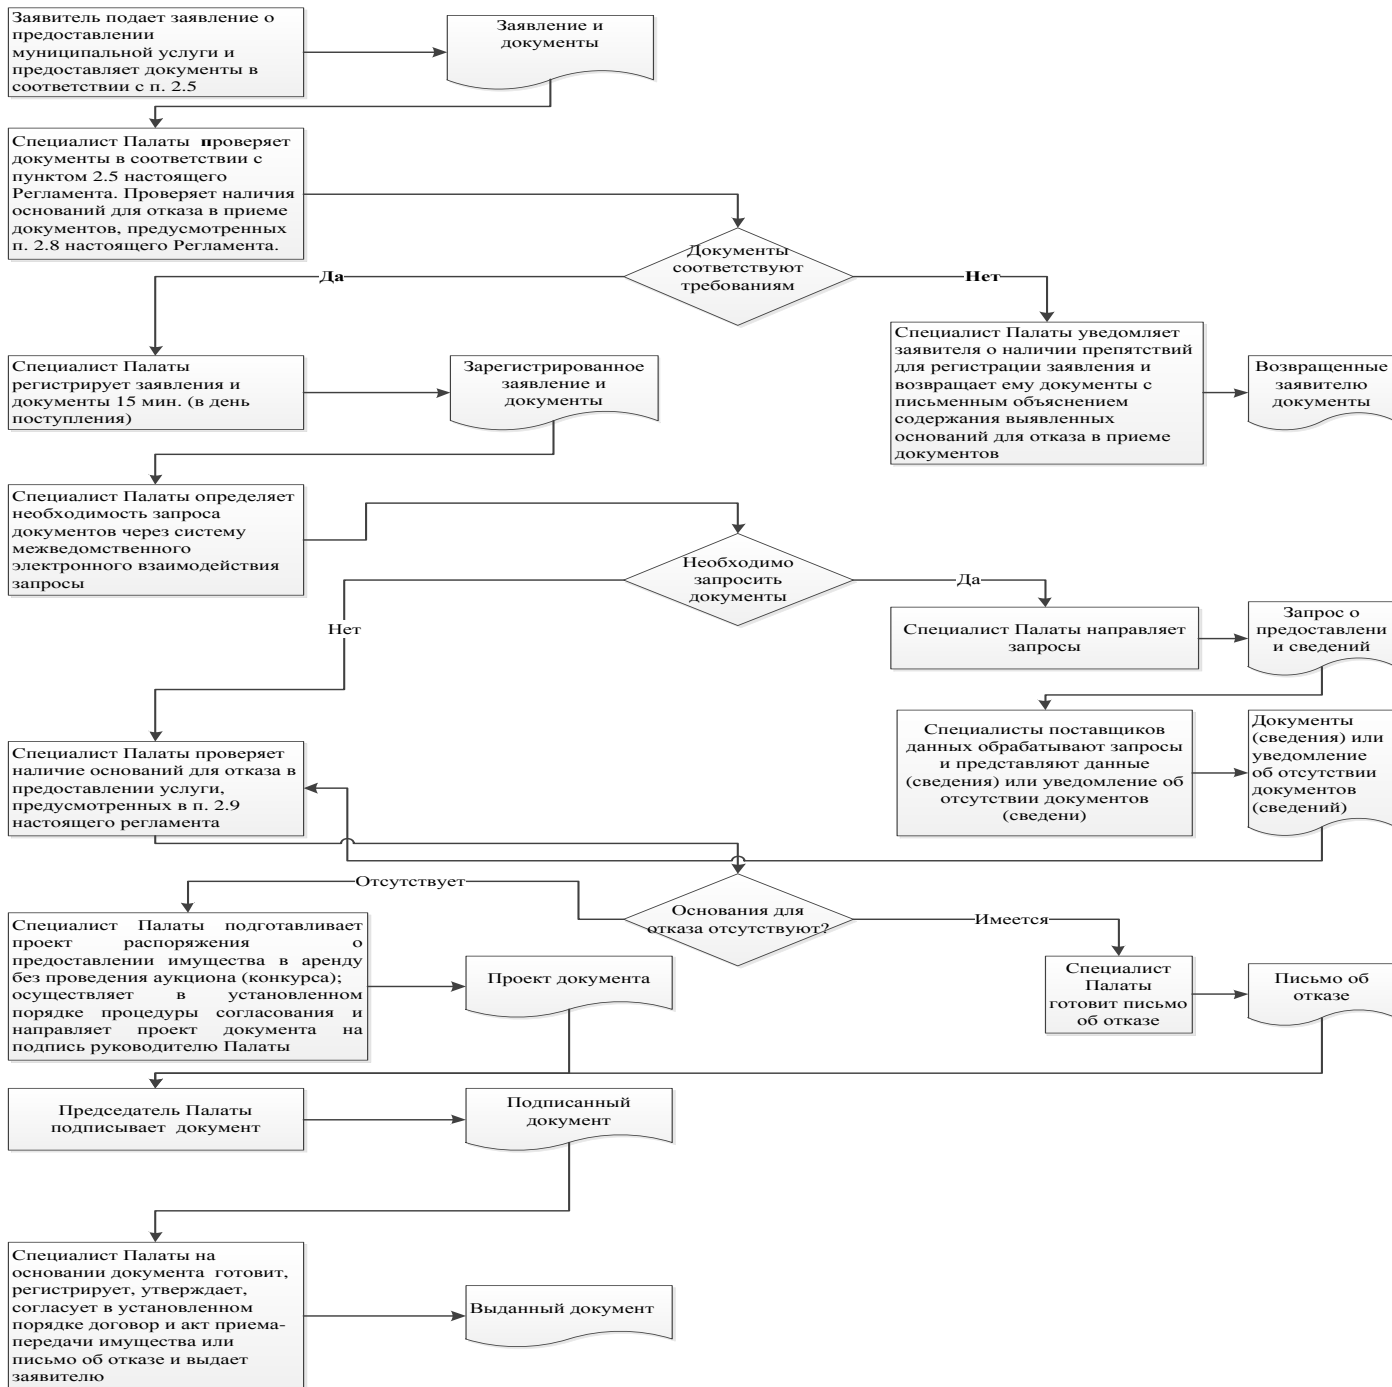 Заявитель подает заявление о
предоставлении
муниципальной услуги и
предоставляет документы в
соответствии с п. 2.5
Заявление и
документы
Специалист Палаты проверяет
документы в соответствии с
пунктом 2.5 настоящего
Регламента. Проверяет наличия
оснований для отказа в приеме
документов, предусмотренных
п. 2.8 настоящего Регламента.
Документы
соответствуют
требованиям
Да
Нет
Специалист Палаты
регистрирует заявления и
документы 15 мин. (в день
поступления)
Зарегистрированное
заявление и
документы
Специалист Палаты уведомляет
заявителя о наличии препятствий
для регистрации заявления и
возвращает ему документы с
письменным объяснением
содержания выявленных
оснований для отказа в приеме
документов
Возвращенные
заявителю
документы
Специалист Палаты определяет
необходимость запроса
документов через систему
межведомственного
электронного взаимодействия
запросы
Необходимо
запросить
документы
Да
Нет
Специалист Палаты направляет
запросы
Запрос о
предоставлени
и сведений
Специалисты поставщиков
данных обрабатывают запросы
и представляют данные
(сведения) или уведомление об
отсутствии документов
(сведени)
Документы
(сведения) или
уведомление
об отсутствии
документов
(сведений)
Специалист Палаты проверяет
наличие оснований для отказа в
предоставлении услуги,
предусмотренных в п. 2.9
настоящего регламента
Основания для
отказа отсутствуют?
Отсутствует
Имеется
Специалист Палаты подготавливает
проект распоряжения о
предоставлении имущества в аренду
без проведения аукциона (конкурса);
осуществляет в установленном
порядке процедуры согласования и
направляет проект документа на
подпись руководителю Палаты
Проект документа
Специалист
Палаты
готовит письмо
об отказе
Письмо об
отказе
Председатель Палаты
подписывает документ
Подписанный
документ
Специалист Палаты на
основании документа готовит,
регистрирует, утверждает,
согласует в установленном
порядке договор и акт приема-
передачи имущества или
письмо об отказе и выдает
заявителю
Выданный документ